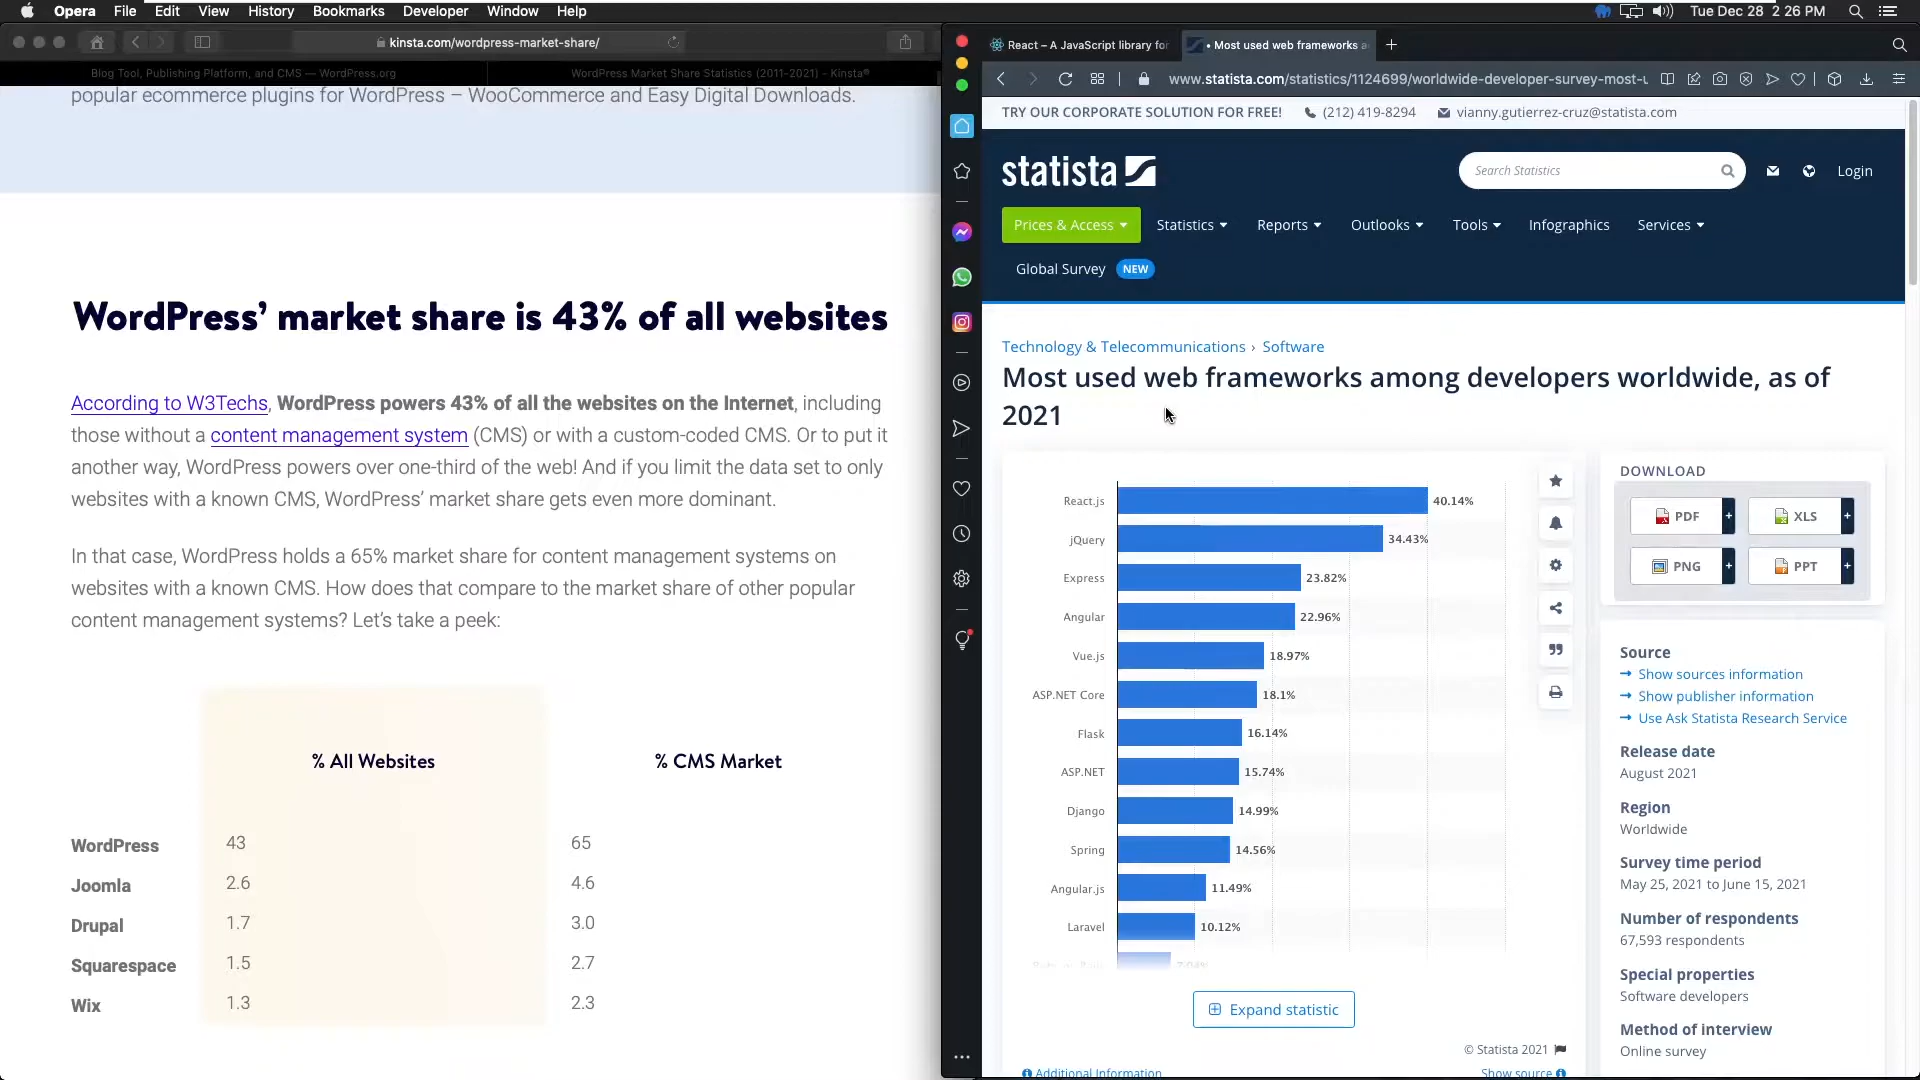 Opera File Edit View History Bookmarks Developer Window Help
Tue Dec 28 2:26 PM
kinsta.com/wordpress-market-share/
Blog Tool, Publishing Platform, and CMS — WordPress.org
WordPress Market Share Statistics (2011-2021) - Kinsta®
popular ecommerce plugins for WordPress – WooCommerce and Easy Digital Downloads.
WordPress’ market share is 43% of all websites
According to W3Techs, WordPress powers 43% of all the websites on the Internet, including
those without a content management system (CMS) or with a custom-coded CMS. Or to put it
another way, WordPress powers over one-third of the web! And if you limit the data set to only
websites with a known CMS, WordPress’ market share gets even more dominant.
In that case, WordPress holds a 65% market share for content management systems on
websites with a known CMS. How does that compare to the market share of other popular
content management systems? Let’s take a peek:
% All Websites % CMS Market
WordPress 43 65
Joomla 2.6 4.6
Drupal 1.7 3.0
Squarespace 1.5 2.7
Wix 1.3 2.3
React – A JavaScript library for
• Most used web frameworks a
www.statista.com/statistics/1124699/worldwide-developer-survey-most-u
TRY OUR CORPORATE SOLUTION FOR FREE! (212) 419-8294 vianny.gutierrez-cruz@statista.com
statista
Search Statistics
Login
Prices & Access Statistics Reports Outlooks Tools Infographics Services
Global Survey NEW
Technology & Telecommunications › Software
Most used web frameworks among developers worldwide, as of
2021
React.js 40.14%
jQuery 34.43%
Express 23.82%
Angular 22.96%
Vue.js 18.97%
ASP.NET Core 18.1%
Flask 16.14%
ASP.NET 15.74%
Django 14.99%
Spring 14.56%
Angular.js 11.49%
Laravel 10.12%
7.04%
Expand statistic
© Statista 2021
Additional Information
Show source
DOWNLOAD
PDF + XLS +
PNG + PPT +
Source
Show sources information
Show publisher information
Use Ask Statista Research Service
Release date
August 2021
Region
Worldwide
Survey time period
May 25, 2021 to June 15, 2021
Number of respondents
67,593 respondents
Special properties
Software developers
Method of interview
Online survey